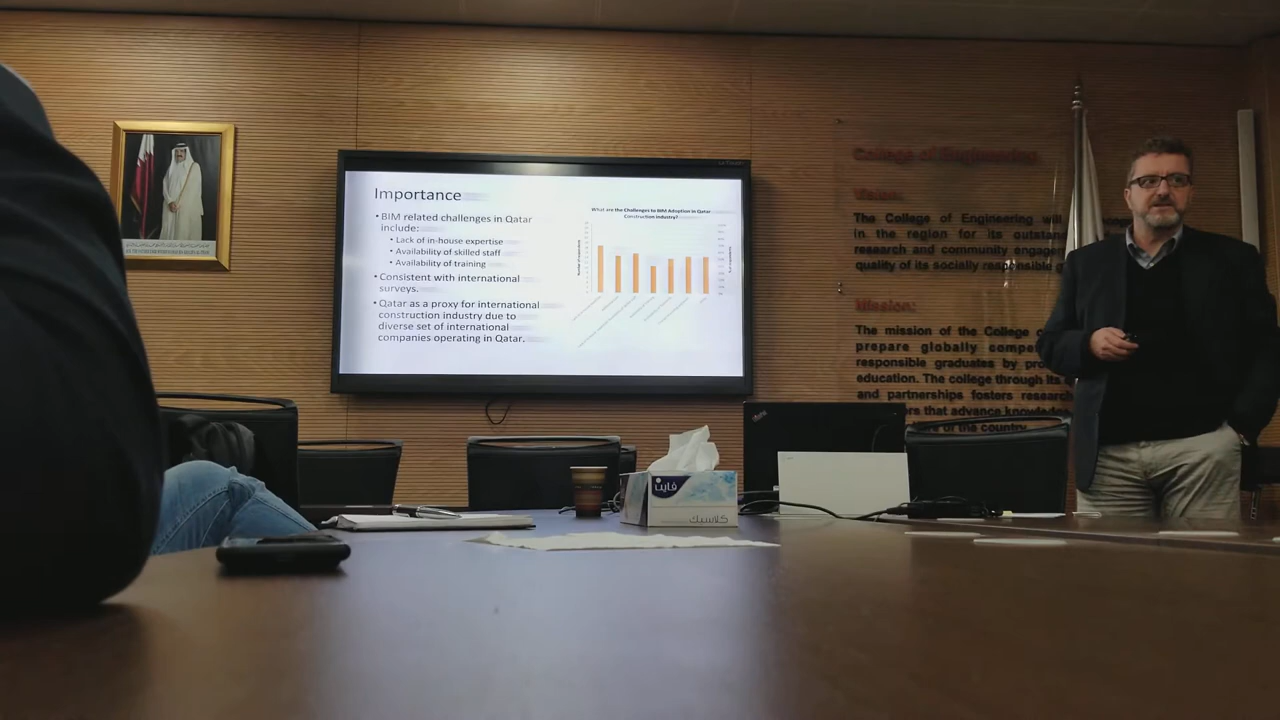 Importance
• BIM related challenges in Qatar
include:
• Lack of in-house expertise
• Availability of skilled staff
• Availability of training
• Consistent with international
surveys.
• Qatar as a proxy for international
construction industry due to
diverse set of international
companies operating in Qatar.
What are the Challenges to BIM Adoption in Qatar
Construction Industry?
College of Engineering
Vision:
The College of Engineering will
in the region for its
research and community
quality of its socially responsible
Mission:
The mission of the College
prepare globally
responsible graduates by
education. The college through its
and partnerships fosters research
that advance knowledge
of the country.
فاين
كلاسيك